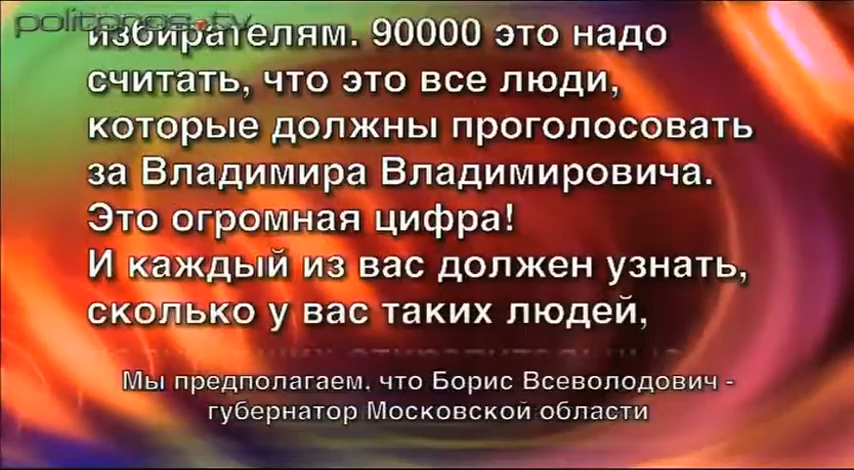 politonos.tv
избирателям. 90000 это надо
считать, что это все люди,
которые должны проголосовать
за Владимира Владимировича.
Это огромная цифра!
И каждый из вас должен узнать,
сколько у вас таких людей,
Мы предполагаем, что Борис Всеволодович -
губернатор Московской области